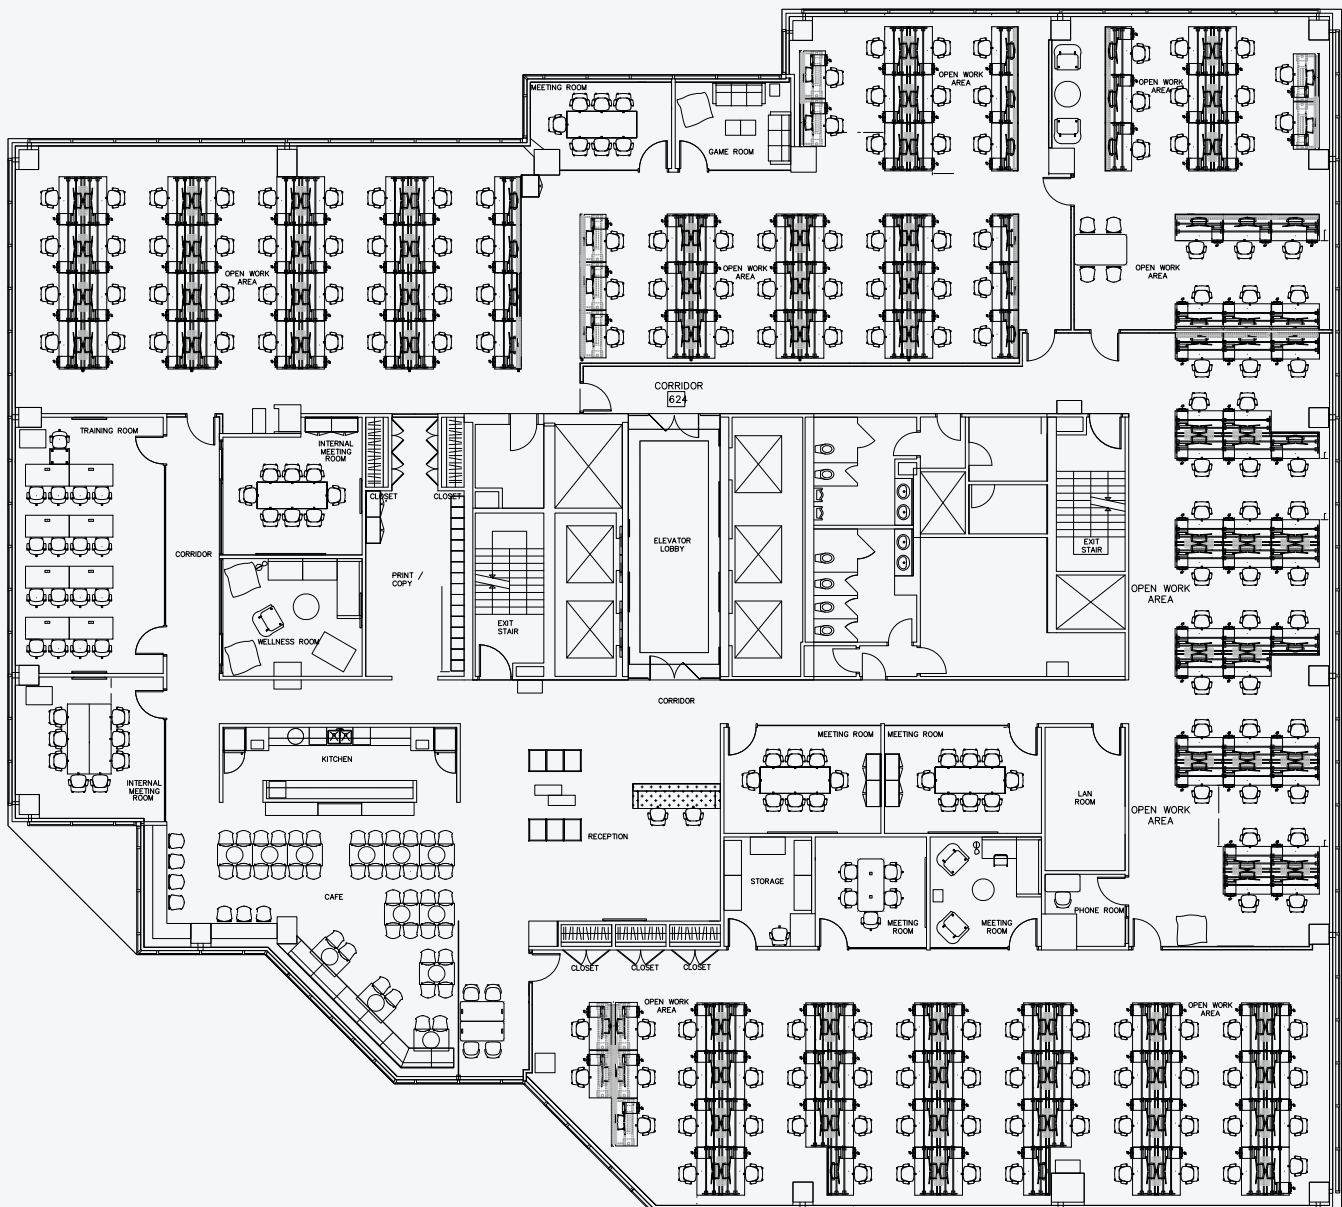 MEETING ROOM
GAME ROOM
OPEN WORK
AREA
OPEN WORK
AREA
OPEN WORK
AREA
OPEN WORK
AREA
OPEN WORK
AREA
CORRIDOR
624
TRAINING ROOM
INTERNAL
MEETING
ROOM
CLOSET
CLOSET
CORRIDOR
PRINT /
COPY
ELEVATOR
LOBBY
EXIT
STAIR
OPEN WORK
AREA
WELLNESS ROOM
EXIT
STAIR
CORRIDOR
INTERNAL
MEETING
ROOM
KITCHEN
MEETING ROOM
MEETING ROOM
LAN
ROOM
OPEN WORK
AREA
RECEPTION
CAFE
STORAGE
MEETING
ROOM
MEETING
ROOM
PHONE ROOM
CLOSET
CLOSET
CLOSET
OPEN WORK
AREA
OPEN WORK
AREA